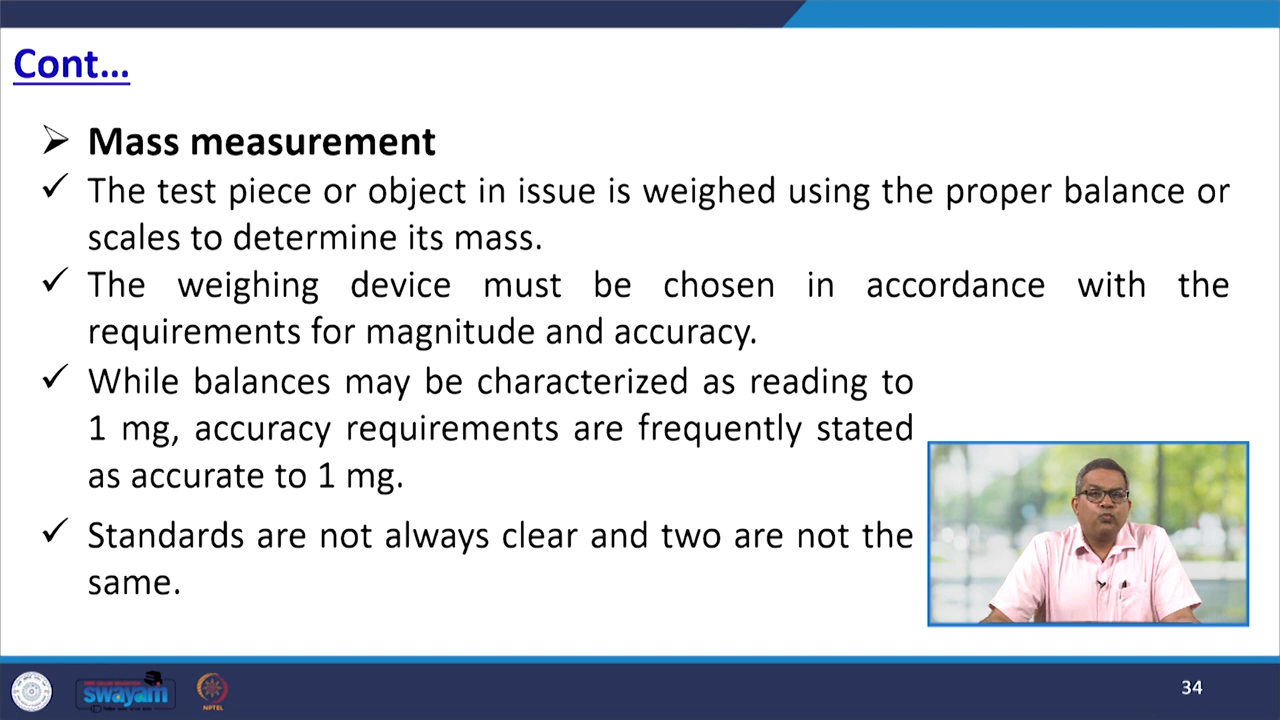 Cont...
➢ Mass measurement
✓ The test piece or object in issue is weighed using the proper balance or
scales to determine its mass.
✓ The weighing device must be chosen in accordance with the
requirements for magnitude and accuracy.
✓ While balances may be characterized as reading to
1 mg, accuracy requirements are frequently stated
as accurate to 1 mg.
✓ Standards are not always clear and two are not the
same.
swayam
NPTEL
34